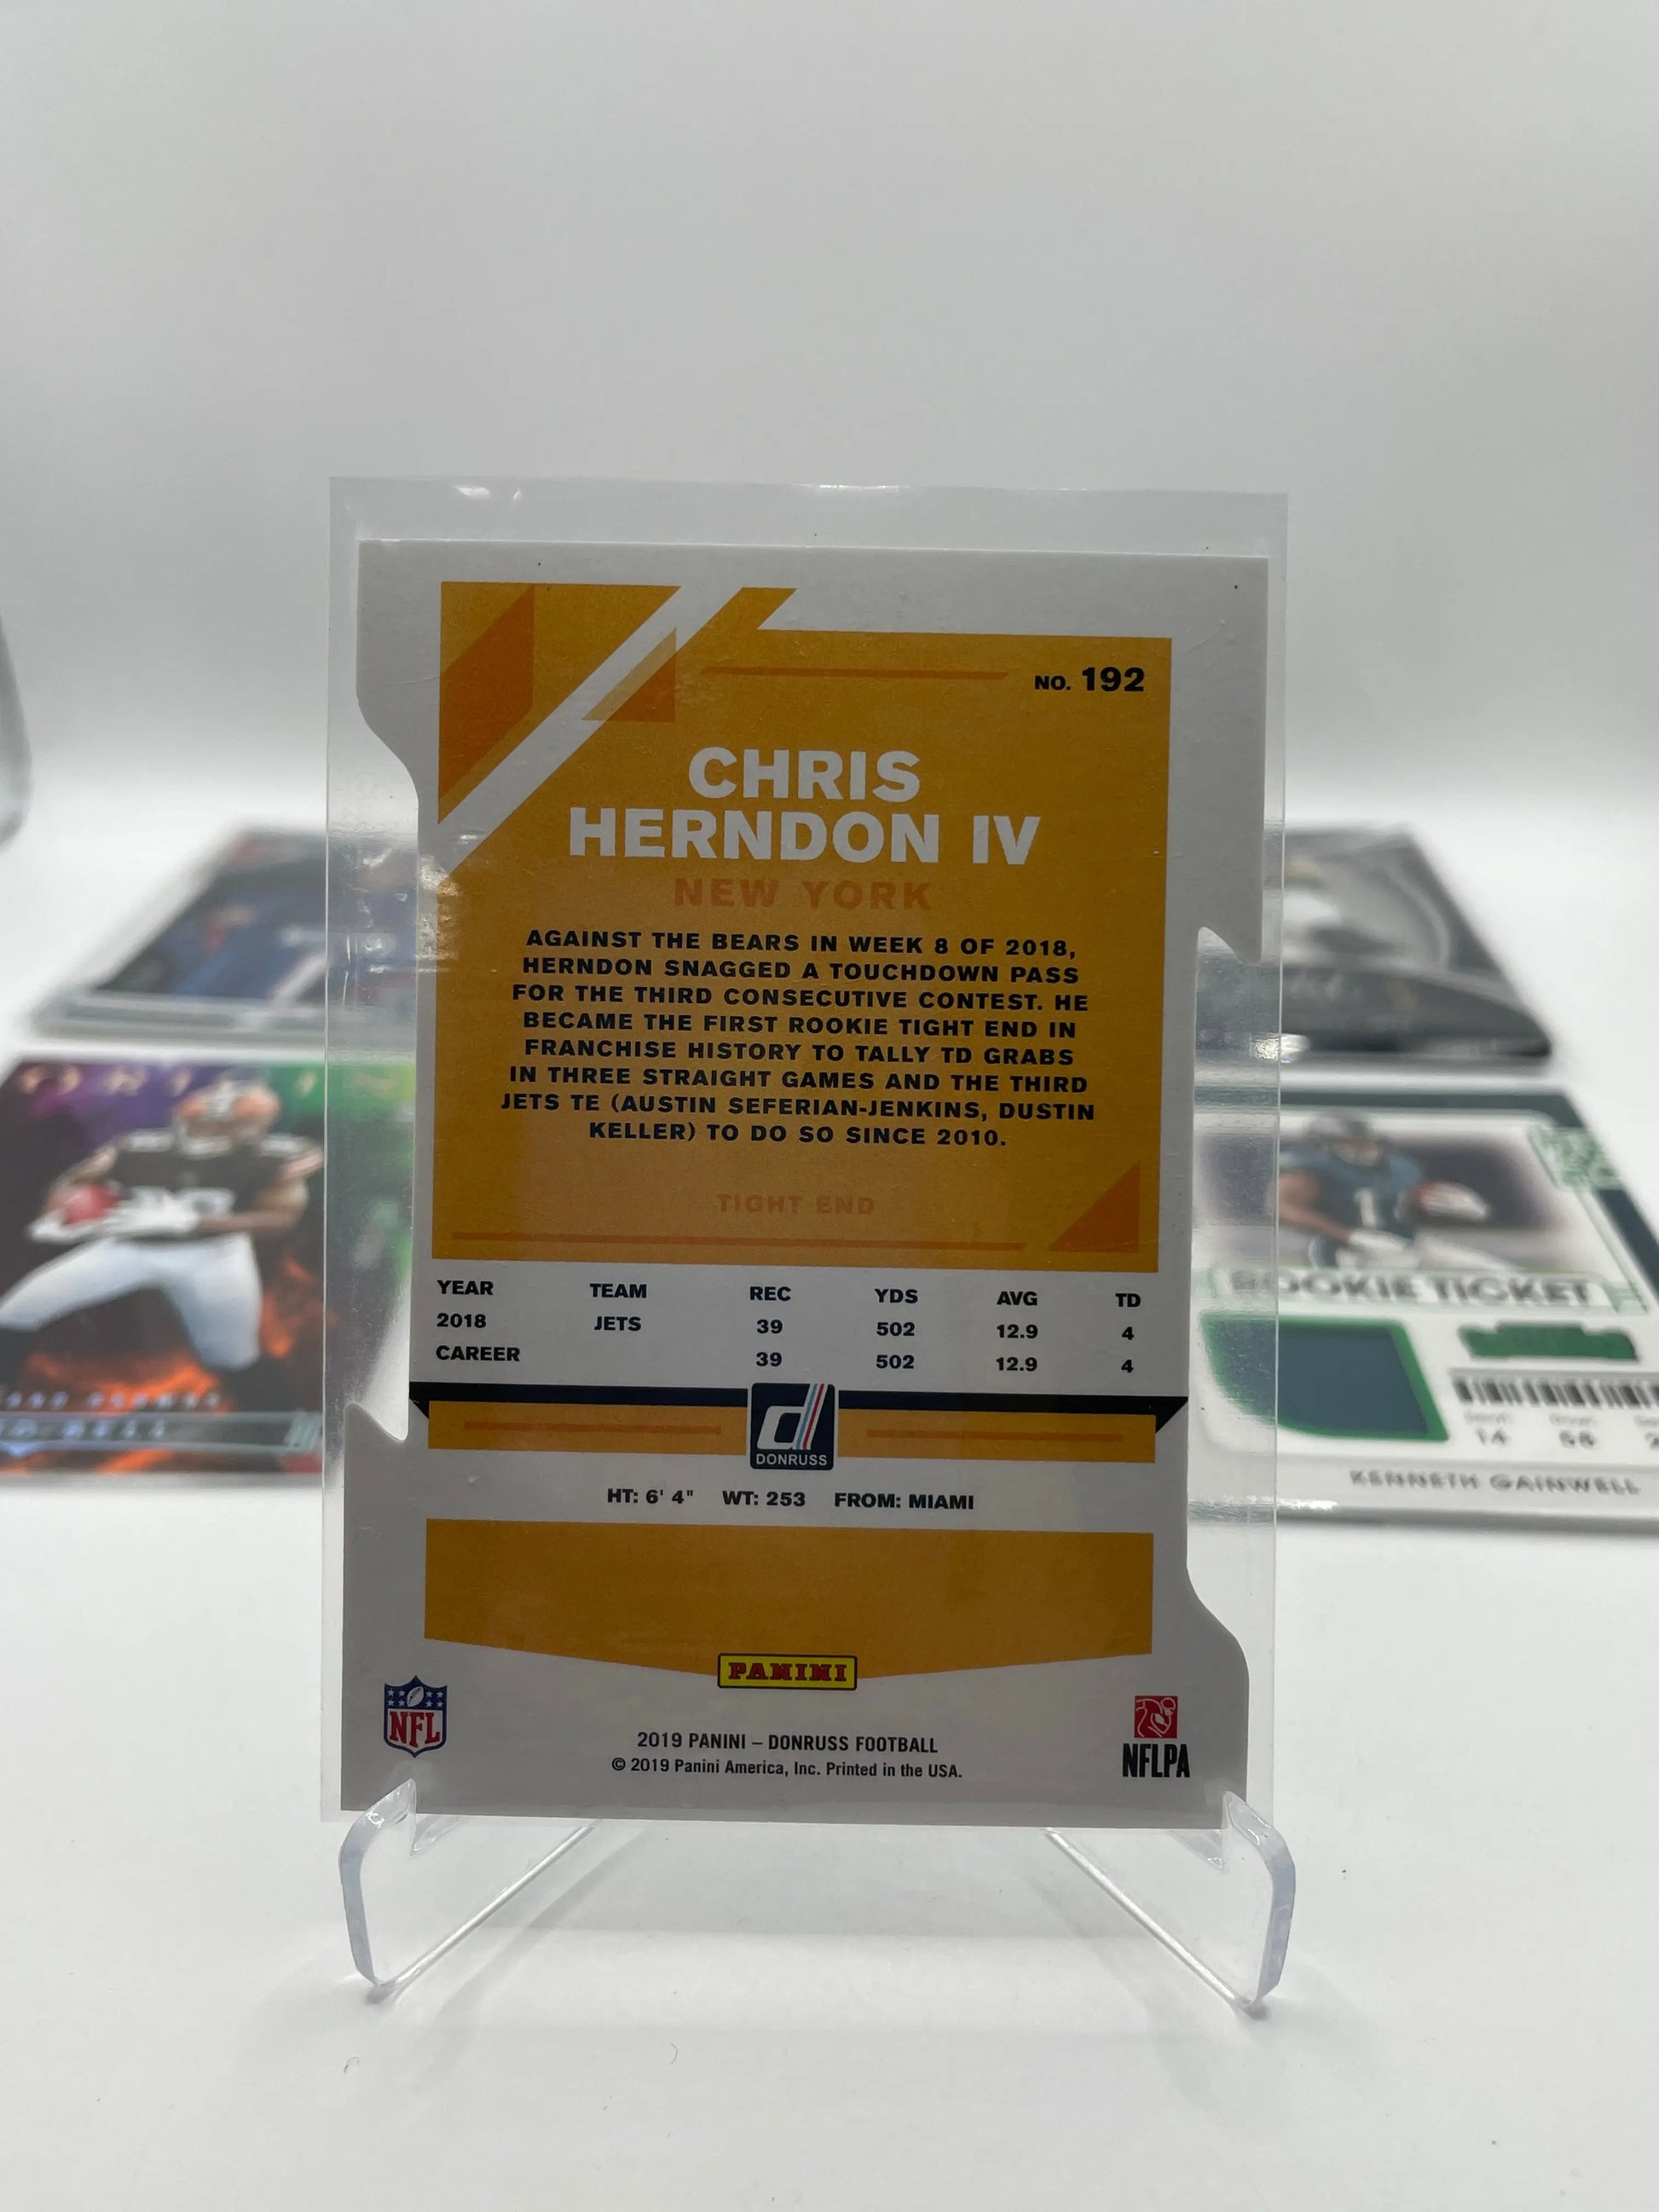 NO. 192
CHRIS
HERNDON IV
NEW YORK
AGAINST THE BEARS IN WEEK 8 OF 2018,
HERNDON SNAGGED A TOUCHDOWN PASS
FOR THE THIRD CONSECUTIVE CONTEST. HE
BECAME THE FIRST ROOKIE TIGHT END IN
FRANCHISE HISTORY TO TALLY TD GRABS
IN THREE STRAIGHT GAMES AND THE THIRD
JETS TE (AUSTIN SEFERIAN-JENKINS, DUSTIN
KELLER) TO DO SO SINCE 2010.
TIGHT END
YEAR TEAM REC YDS AVG TD
2018 JETS 39 502 12.9 4
CAREER 39 502 12.9 4
d
DONRUSS
HT: 6' 4" WT: 253 FROM: MIAMI
PANINI
NFL
2019 PANINI – DONRUSS FOOTBALL
© 2019 Panini America, Inc. Printed in the USA.
NFLPA
ROOKIE TICKET
14 58
KENNETH GAINWELL